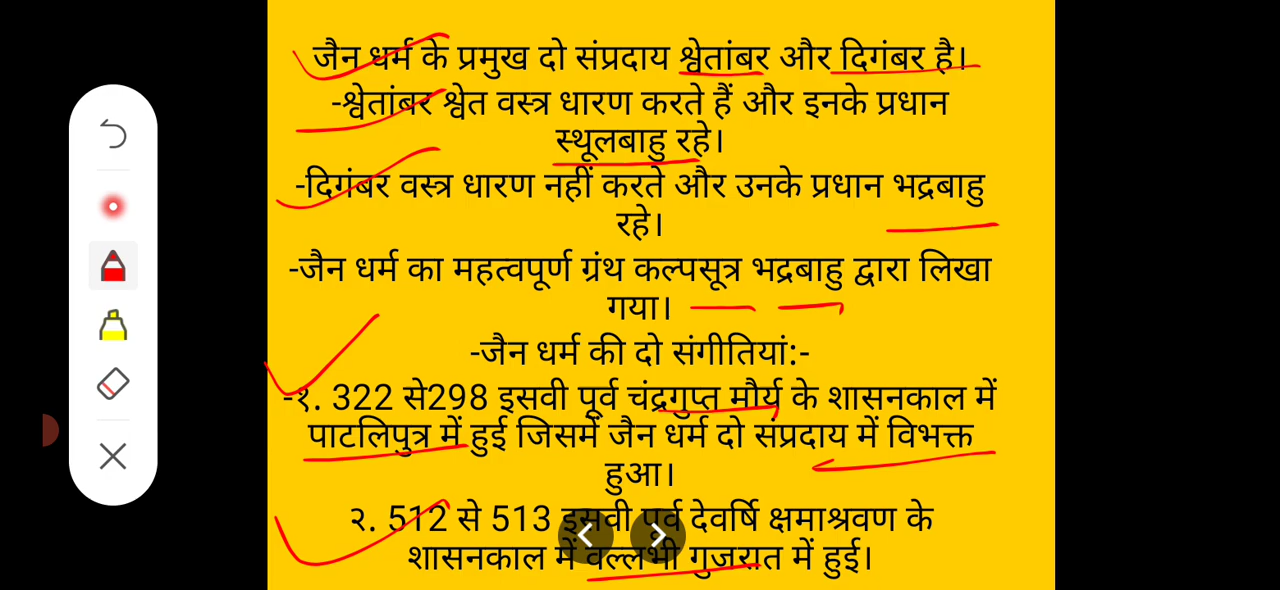 जैन धर्म के प्रमुख दो संप्रदाय श्वेतांबर और दिगंबर है।
-श्वेतांबर श्वेत वस्त्र धारण करते हैं और इनके प्रधान
स्थूलबाहु रहे।
-दिगंबर वस्त्र धारण नहीं करते और उनके प्रधान भद्रबाहु
रहे।
-जैन धर्म का महत्वपूर्ण ग्रंथ कल्पसूत्र भद्रबाहु द्वारा लिखा
गया।
-जैन धर्म की दो संगीतियां:-
-१. 322 से298 इसवी पूर्व चंद्रगुप्त मौर्य के शासनकाल में
पाटलिपुत्र में हुई जिसमें जैन धर्म दो संप्रदाय में विभक्त
हुआ।
२. 512 से 513 इसवी पूर्व देवर्षि क्षमाश्रवण के
शासनकाल में वल्लभी गुजरात में हुई।